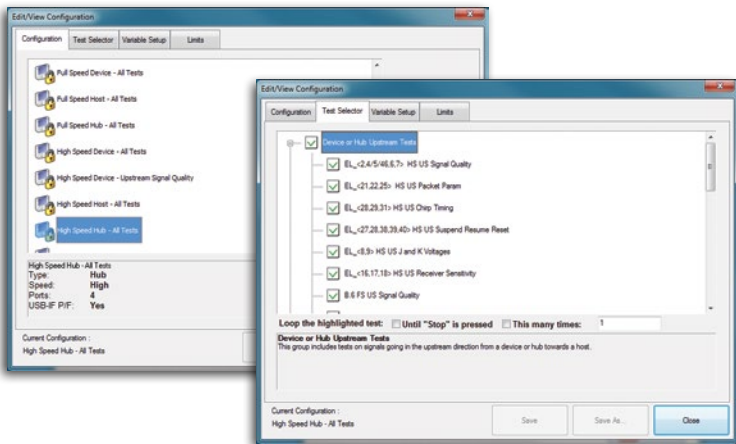 Edit/View Configuration
Configuration Test Selector Variable Setup Limits
Full Speed Device - All Tests
Full Speed Host - All Tests
Full Speed Hub - All Tests
High Speed Device - All Tests
High Speed Device - Upstream Signal Quality
High Speed Host - All Tests
High Speed Hub - All Tests
High Speed Hub - All Tests
Type: Hub
Speed: High
Ports: 4
USB-IF P/F: Yes
Current Configuration :
High Speed Hub - All Tests
Edit/View Configuration
Configuration Test Selector Variable Setup Limits
Device or Hub Upstream Tests
EL_<2,4/5/46,6,7> HS US Signal Quality
EL_<21,22,25> HS US Packet Param
EL_<28,29,31> HS US Chirp Timing
EL_<27,28,38,39,40> HS US Suspend Resume Reset
EL_<8,9> HS US J and K Voltages
EL_<16,17,18> HS US Receiver Sensitivity
8.6 FS US Signal Quality
Loop the highlighted test: Until "Stop" is pressed This many times: 1
Device or Hub Upstream Tests
This group includes tests on signals going in the upstream direction from a device or hub towards a host.
Current Configuration :
High Speed Hub - All Tests
Save Save As... Close